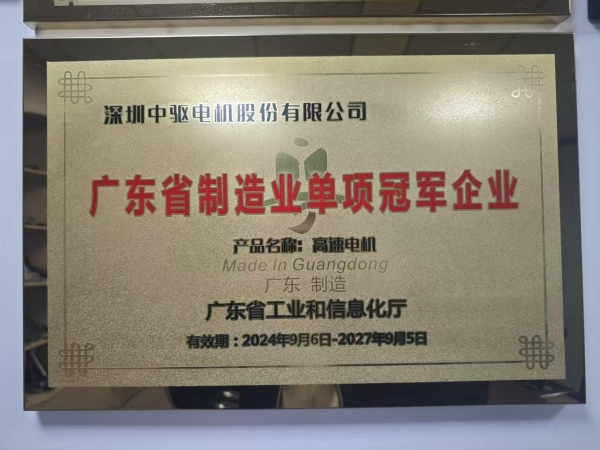 深圳中驱电机股份有限公司
广东省制造业单项冠军企业
产品名称：高速电机
Made In Guangdong
广东 制造
广东省工业和信息化厅
有效期：2024年9月6日-2027年9月5日